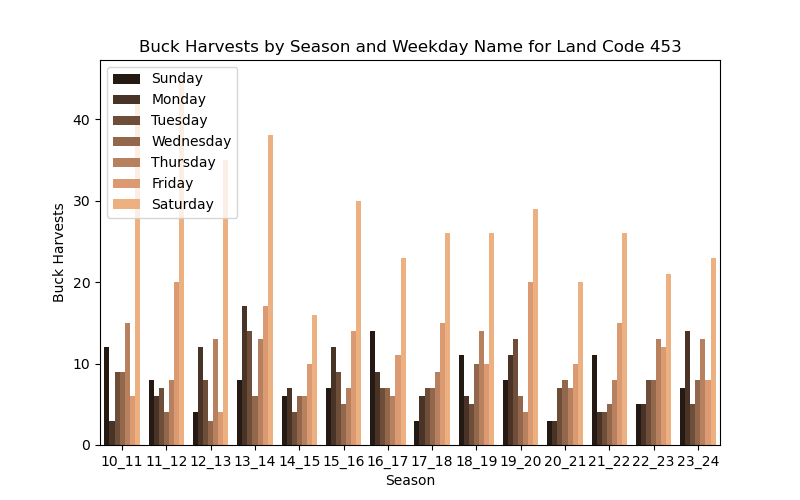 Buck Harvests by Season and Weekday Name for Land Code 453
Sunday
Monday
Tuesday
Wednesday
Thursday
Friday
Saturday
Buck Harvests
40
30
20
10
0
10_11 11_12 12_13 13_14 14_15 15_16 16_17 17_18 18_19 19_20 20_21 21_22 22_23 23_24
Season